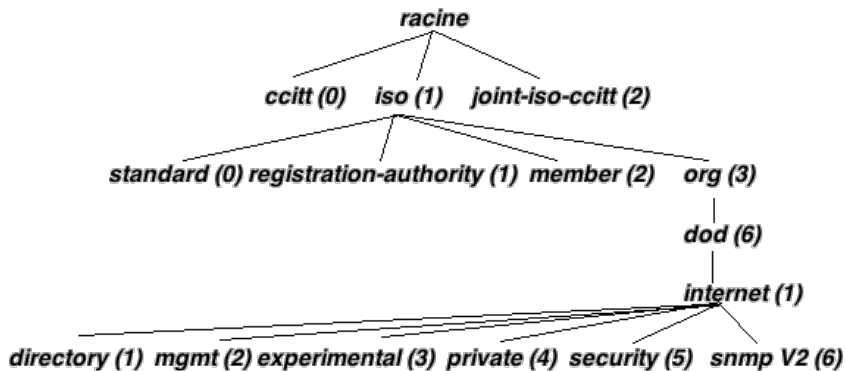 racine
ccitt (0) iso (1) joint-iso-ccitt (2)
standard (0) registration-authority (1) member (2) org (3)
dod (6)
internet (1)
directory (1) mgmt (2) experimental (3) private (4) security (5) snmp V2 (6)